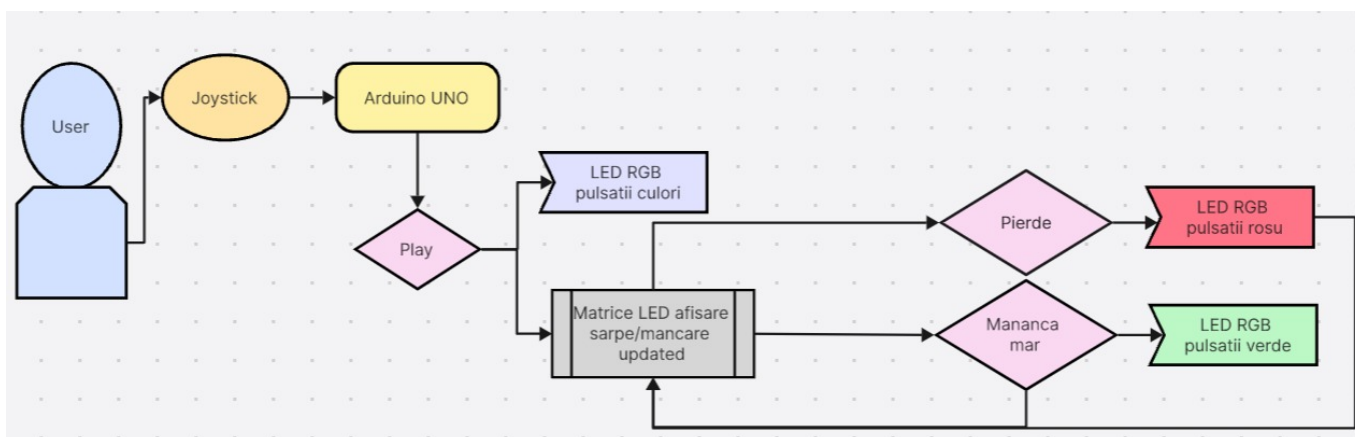 User
Joystick
Arduino UNO
Play
LED RGB
pulsatii culori
Matrice LED afisare
sarpe/mancare
updated
Pierde
LED RGB
pulsatii rosu
Mananca
mar
LED RGB
pulsatii verde